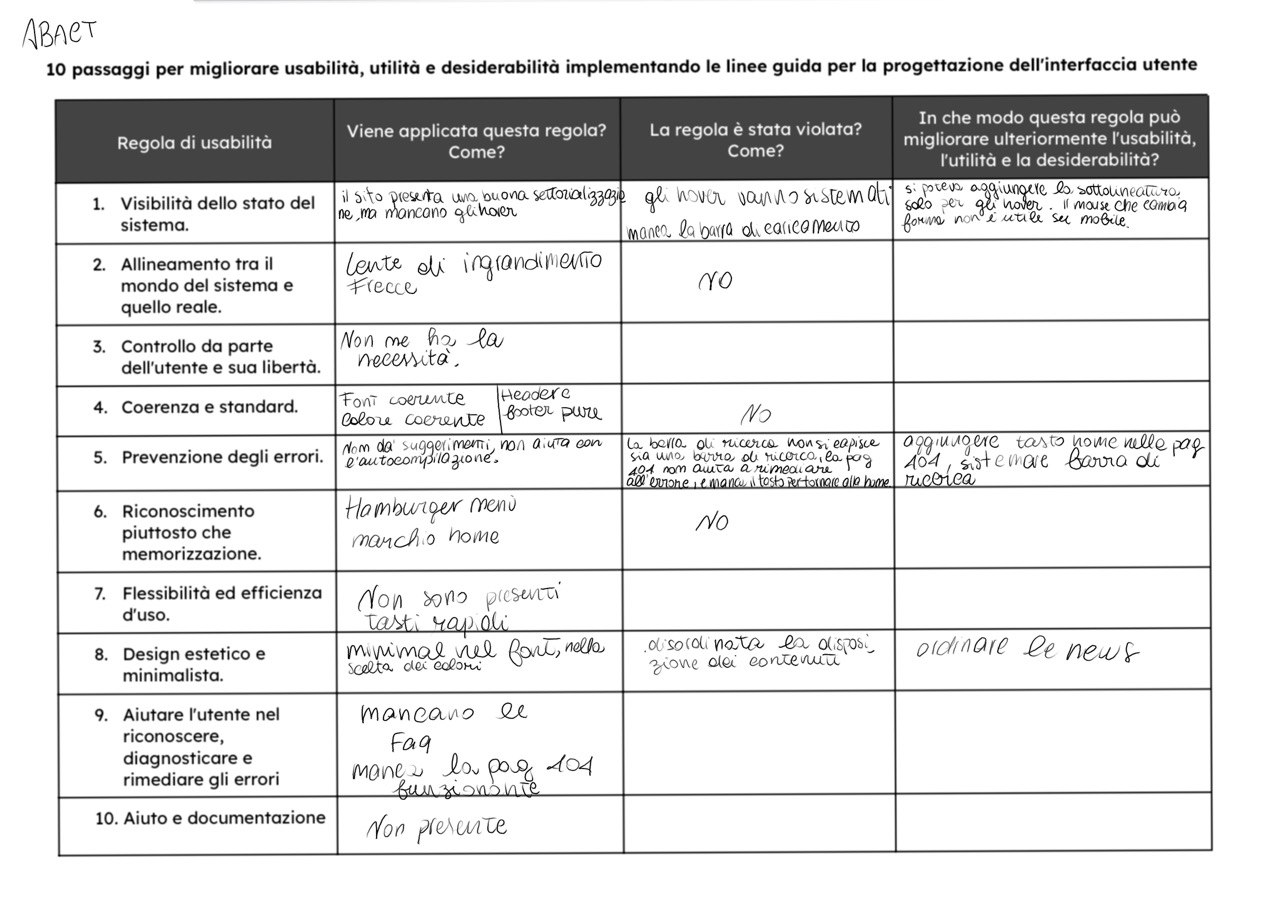 ABACT
10 passaggi per migliorare usabilità, utilità e desiderabilità implementando le linee guida per la progettazione dell'interfaccia utente
Regola di usabilità
Viene applicata questa regola?
Come?
La regola è stata violata?
Come?
In che modo questa regola può
migliorare ulteriormente l'usabilità,
l'utilità e la desiderabilità?
1. Visibilità dello stato del
sistema.
il sito presenta una buona settorializzazio
ne, ma mancano gli hover
gli hover vanno sistemati
manca la barra di caricamento
si poteva aggiungere la sottolineatura
solo per gli hover. il mouse che cambia
forma non è utile su mobile.
2. Allineamento tra il
mondo del sistema e
quello reale.
Lente di ingrandimento
Frecce
NO
3. Controllo da parte
dell'utente e sua libertà.
Non me ha la
necessità.
4. Coerenza e standard.
Font coerente
Colore coerente
Header e
footer pure
No
5. Prevenzione degli errori.
Non da' suggerimenti, non aiuta con
l'autocompilazione.
la barra di ricerca non si capisce
sia una barra di ricerca, la pag
404 non aiuta a rimediare
all'errore, e manca il tasto per tornare alla home
aggiungere tasto home nella pag
404, sistemare barra di
ricerca
6. Riconoscimento
piuttosto che
memorizzazione.
Hamburger menù
marchio home
NO
7. Flessibilità ed efficienza
d'uso.
Non sono presenti
tasti rapidi
8. Design estetico e
minimalista.
minimal nel font, nella
scelta dei colori
disordinata la disposi
zione dei contenuti
ordinare le news
9. Aiutare l'utente nel
riconoscere,
diagnosticare e
rimediare gli errori
mancano le
Faq
manca la pag 404
funzionante
10. Aiuto e documentazione
Non presente